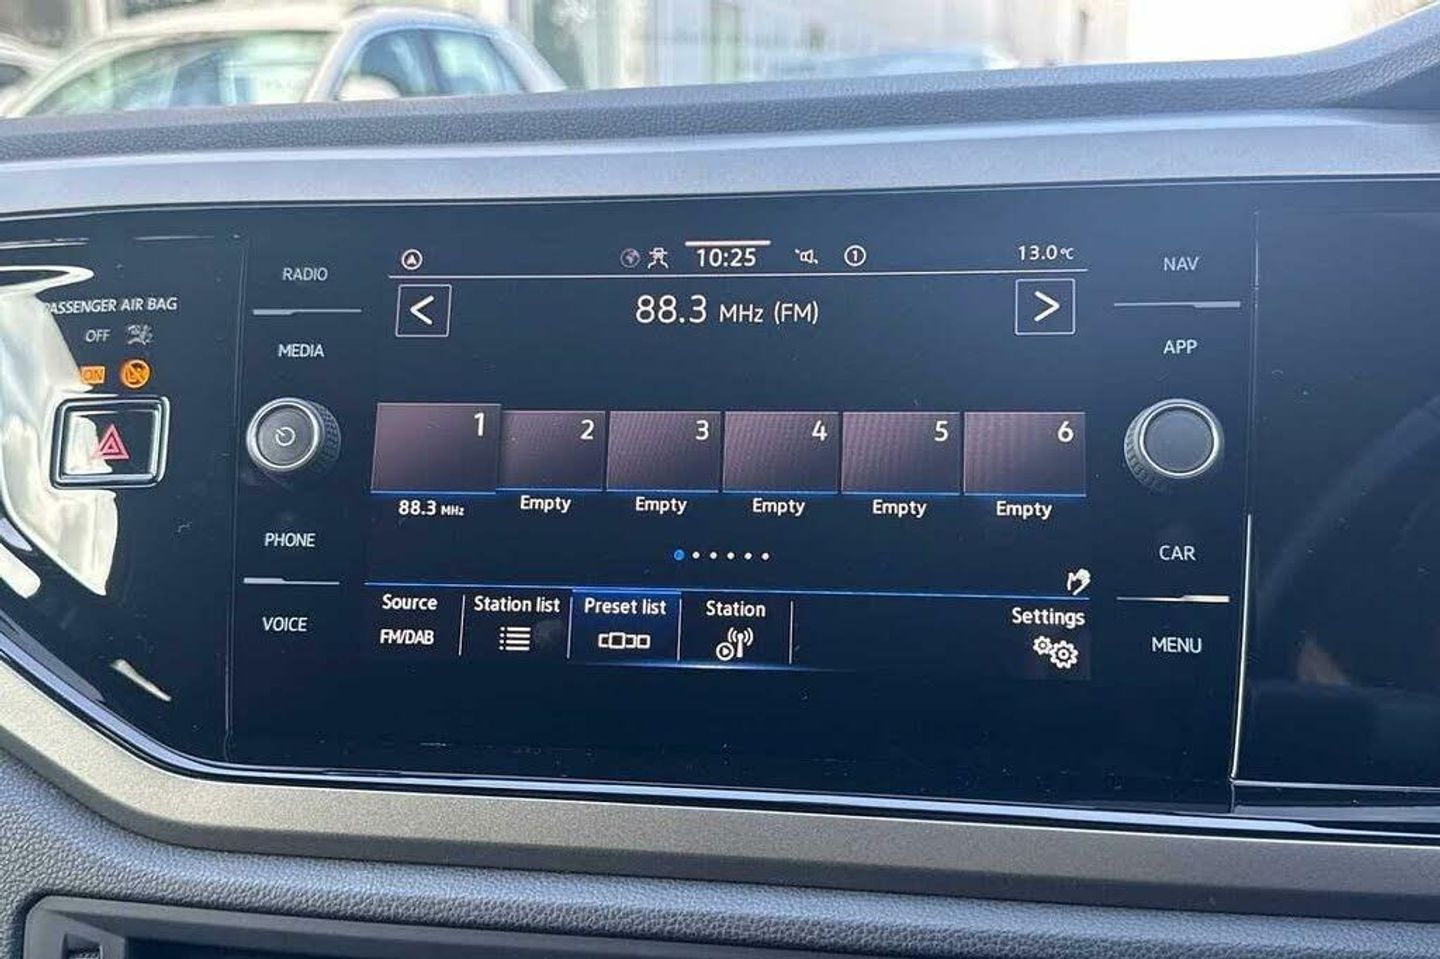 RADIO
MEDIA
PHONE
VOICE
PASSENGER AIR BAG
OFF
ON
10:25
1
13.0°C
88.3 MHz (FM)
1
2
3
4
5
6
88.3 MHz
Empty
Empty
Empty
Empty
Empty
Source
FM/DAB
Station list
Preset list
Station
Settings
NAV
APP
CAR
MENU